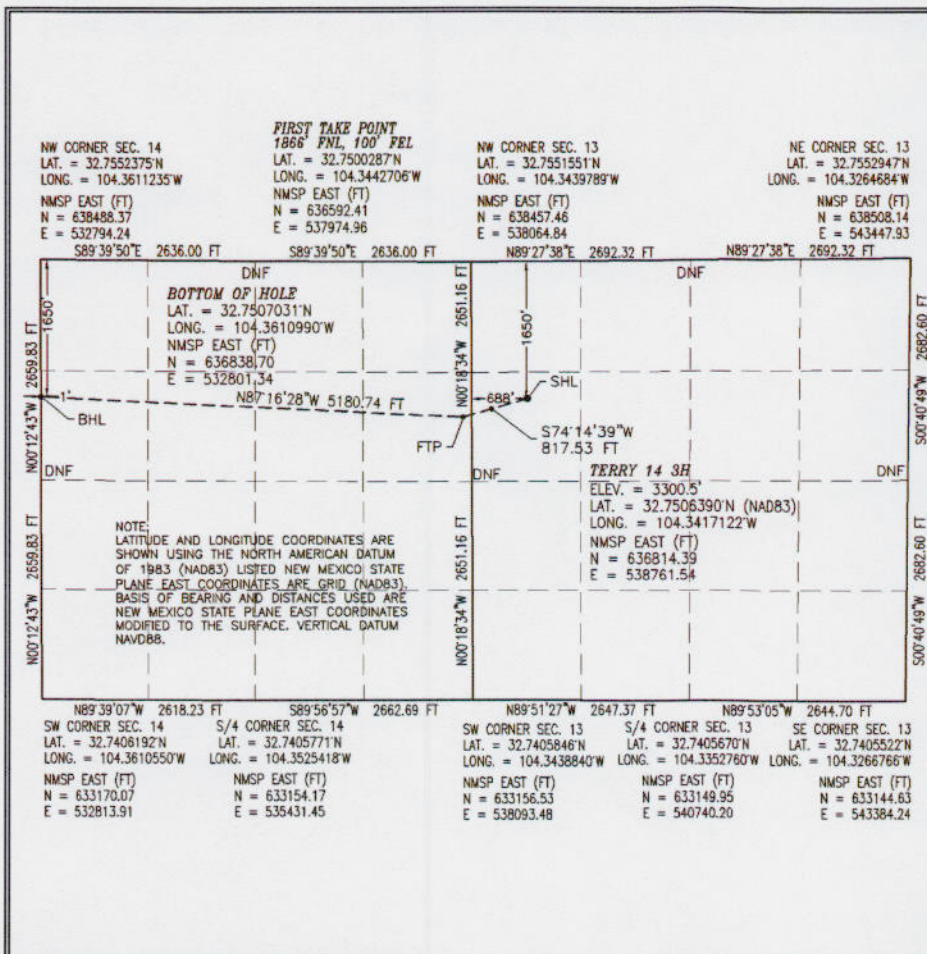 NW CORNER SEC. 14
LAT. = 32.7552375°N
LONG. = 104.3611235°W
NMSP EAST (FT)
N = 638488.37
E = 532794.24
FIRST TAKE POINT
1866' FNL, 100' FEL
LAT. = 32.7500287°N
LONG. = 104.3442706°W
NMSP EAST (FT)
N = 636592.41
E = 537974.96
NW CORNER SEC. 13
LAT. = 32.7551551°N
LONG. = 104.3439789°W
NMSP EAST (FT)
N = 638457.46
E = 538064.84
NE CORNER SEC. 13
LAT. = 32.7552947°N
LONG. = 104.3264684°W
NMSP EAST (FT)
N = 638508.14
E = 543447.93
S89°39'50"E 2636.00 FT
S89°39'50"E 2636.00 FT
N89°27'38"E 2692.32 FT
N89°27'38"E 2692.32 FT
DNF
DNF
1650'
BOTTOM OF HOLE
LAT. = 32.7507031°N
LONG. = 104.3610990°W
NMSP EAST (FT)
N = 636838.70
E = 532801.34
N00°12'43"W 2659.83 FT
N00°18'34"W 2651.16 FT
1650'
S00°40'49"W 2682.60 FT
1'
BHL
N87°16'28"W 5180.74 FT
688'
SHL
FTP
S74°14'39"W
817.53 FT
DNF
DNF
DNF
TERRY 14 3H
ELEV. = 3300.5'
LAT. = 32.7506390°N (NAD83)
LONG. = 104.3417122°W
NMSP EAST (FT)
N = 636814.39
E = 538761.54
NOTE:
LATITUDE AND LONGITUDE COORDINATES ARE
SHOWN USING THE NORTH AMERICAN DATUM
OF 1983 (NAD83) LISTED NEW MEXICO STATE
PLANE EAST COORDINATES ARE GRID (NAD83).
BASIS OF BEARING AND DISTANCES USED ARE
NEW MEXICO STATE PLANE EAST COORDINATES
MODIFIED TO THE SURFACE. VERTICAL DATUM
NAVD88.
N00°12'43"W 2659.83 FT
N00°18'34"W 2651.16 FT
S00°40'49"W 2682.60 FT
N89°39'07"W 2618.23 FT
S89°56'57"W 2662.69 FT
N89°51'27"W 2647.37 FT
N89°53'05"W 2644.70 FT
SW CORNER SEC. 14
LAT. = 32.7406192°N
LONG. = 104.3610550°W
NMSP EAST (FT)
N = 633170.07
E = 532813.91
S/4 CORNER SEC. 14
LAT. = 32.7405771°N
LONG. = 104.3525418°W
NMSP EAST (FT)
N = 633154.17
E = 535431.45
SW CORNER SEC. 13
LAT. = 32.7405846°N
LONG. = 104.3438840°W
NMSP EAST (FT)
N = 633156.53
E = 538093.48
S/4 CORNER SEC. 13
LAT. = 32.7405670°N
LONG. = 104.3352760°W
NMSP EAST (FT)
N = 633149.95
E = 540740.20
SE CORNER SEC. 13
LAT. = 32.7405522°N
LONG. = 104.3266766°W
NMSP EAST (FT)
N = 633144.63
E = 543384.24